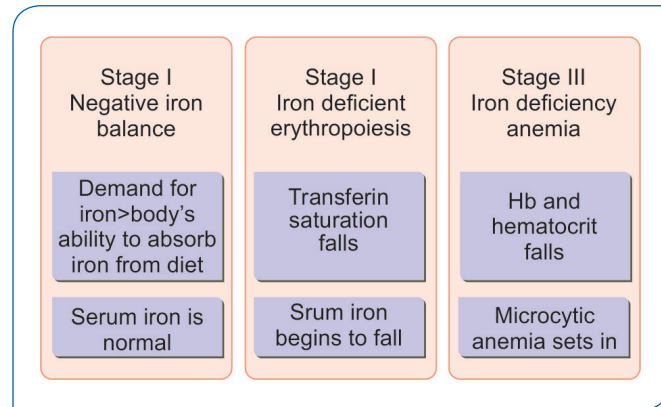 Stage I
Negative iron
balance
Demand for
iron>body's
ability to absorb
iron from diet
Serum iron is
normal
Stage I
Iron deficient
erythropoiesis
Transferin
saturation
falls
Srum iron
begins to fall
Stage III
Iron deficiency
anemia
Hb and
hematocrit
falls
Microcytic
anemia sets in